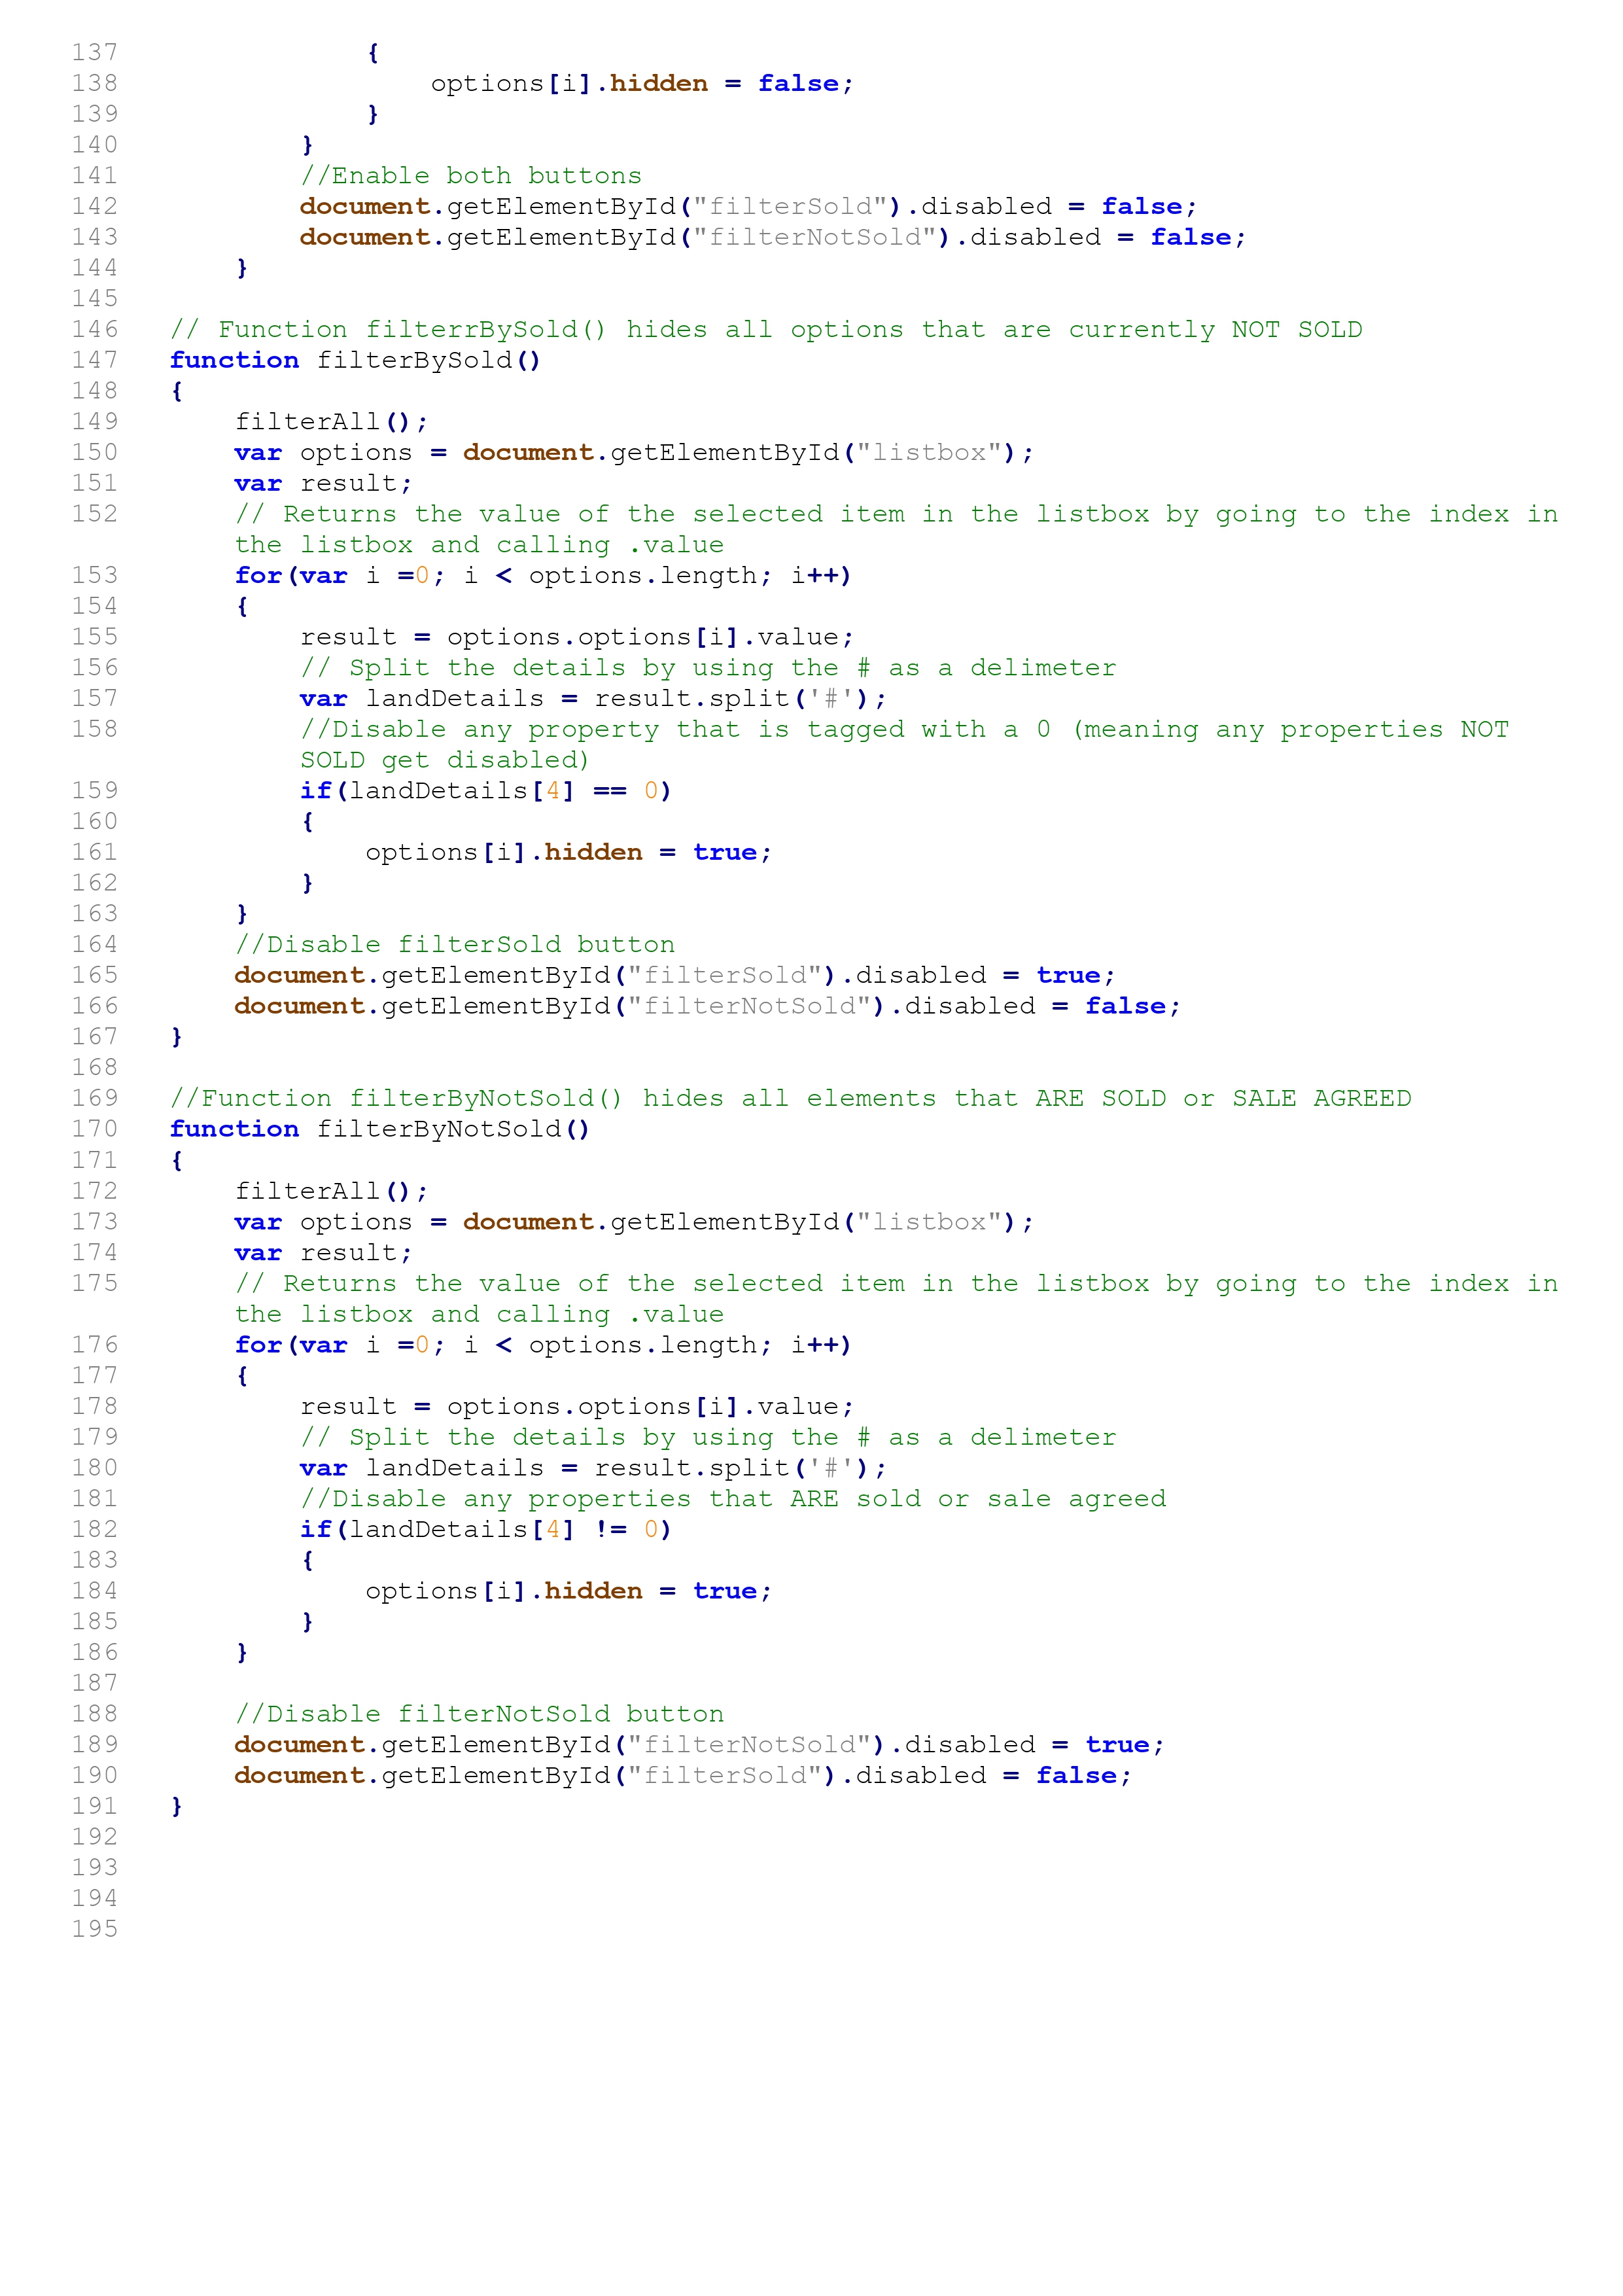 137 {
138 options[i].hidden = false;
139 }
140 }
141 //Enable both buttons
142 document.getElementById("filterSold").disabled = false;
143 document.getElementById("filterNotSold").disabled = false;
144 }
145
146 // Function filterrBySold() hides all options that are currently NOT SOLD
147 function filterBySold()
148 {
149 filterAll();
150 var options = document.getElementById("listbox");
151 var result;
152 // Returns the value of the selected item in the listbox by going to the index in
the listbox and calling .value
153 for(var i =0; i < options.length; i++)
154 {
155 result = options.options[i].value;
156 // Split the details by using the # as a delimeter
157 var landDetails = result.split('#');
158 //Disable any property that is tagged with a 0 (meaning any properties NOT
SOLD get disabled)
159 if(landDetails[4] == 0)
160 {
161 options[i].hidden = true;
162 }
163 }
164 //Disable filterSold button
165 document.getElementById("filterSold").disabled = true;
166 document.getElementById("filterNotSold").disabled = false;
167 }
168
169 //Function filterByNotSold() hides all elements that ARE SOLD or SALE AGREED
170 function filterByNotSold()
171 {
172 filterAll();
173 var options = document.getElementById("listbox");
174 var result;
175 // Returns the value of the selected item in the listbox by going to the index in
the listbox and calling .value
176 for(var i =0; i < options.length; i++)
177 {
178 result = options.options[i].value;
179 // Split the details by using the # as a delimeter
180 var landDetails = result.split('#');
181 //Disable any properties that ARE sold or sale agreed
182 if(landDetails[4] != 0)
183 {
184 options[i].hidden = true;
185 }
186 }
187
188 //Disable filterNotSold button
189 document.getElementById("filterNotSold").disabled = true;
190 document.getElementById("filterSold").disabled = false;
191 }
192
193
194
195